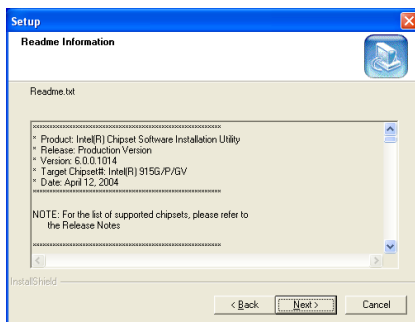 Setup
Readme Information
Readme.txt
************************************************************
* Product: Intel(R) Chipset Software Installation Utility
* Release: Production Version
* Version: 6.0.0.1014
* Target Chipset#: Intel(R) 915G/P/GV
* Date: April 12, 2004
************************************************************
NOTE: For the list of supported chipsets, please refer to
the Release Notes
************************************************************
InstallShield
< Back
Next >
Cancel